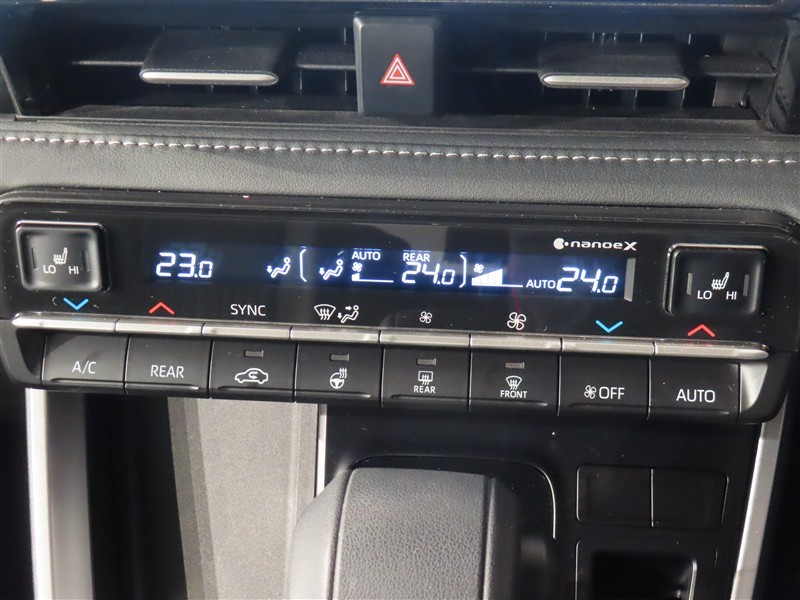 nanoeX
LO HI
23.0
AUTO REAR
24.0
AUTO 24.0
LO HI
SYNC
A/C
REAR
REAR
FRONT
OFF
AUTO